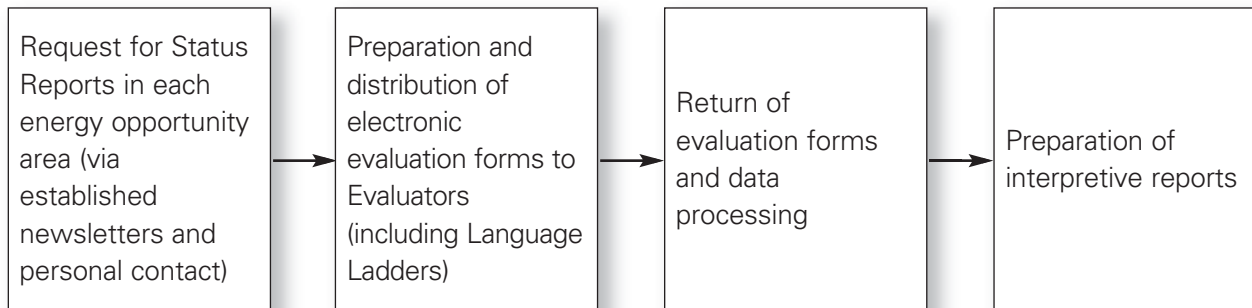 Request for Status
Reports in each
energy opportunity
area (via
established
newsletters and
personal contact)
Preparation and
distribution of
electronic
evaluation forms to
Evaluators
(including Language
Ladders)
Return of
evaluation forms
and data
processing
Preparation of
interpretive reports